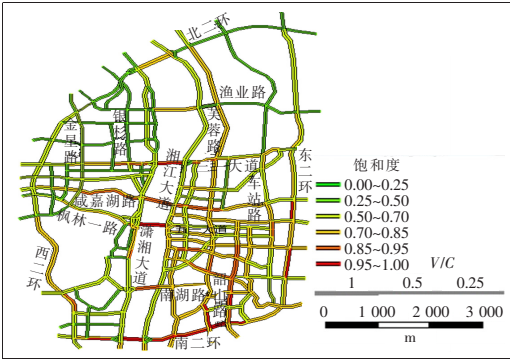 北二环
渔业路
芙蓉路
银杉路
金星路
湘江大道
三一大道
东二环
车站路
咸嘉湖路
枫林一路
潇湘大道
五一大道
西二环
南湖路
韶山路
南二环
饱和度
0.00~0.25
0.25~0.50
0.50~0.70
0.70~0.85
0.85~0.95
0.95~1.00
V/C
1 0.5 0.25
0 1 000 2 000 3 000
m